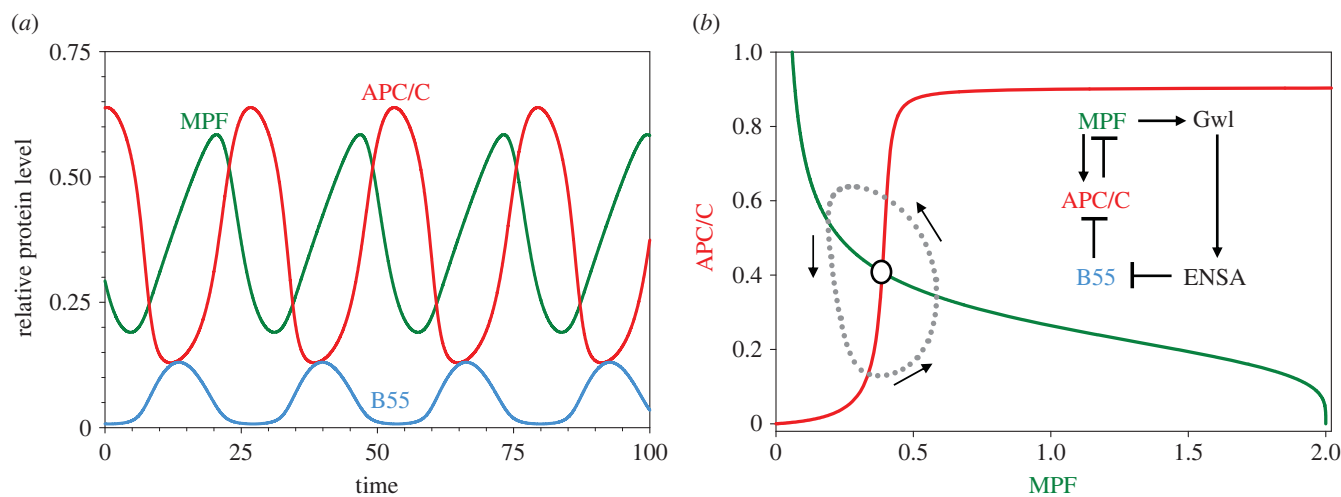 (a)
0.75
0.50
0.25
0
relative protein level
MPF
APC/C
B55
0 25 50 75 100
time
(b)
1.0
0.8
0.6
0.4
0.2
0
APC/C
MPF Gwl
APC/C
B55 ENSA
0 0.5 1.0 1.5 2.0
MPF